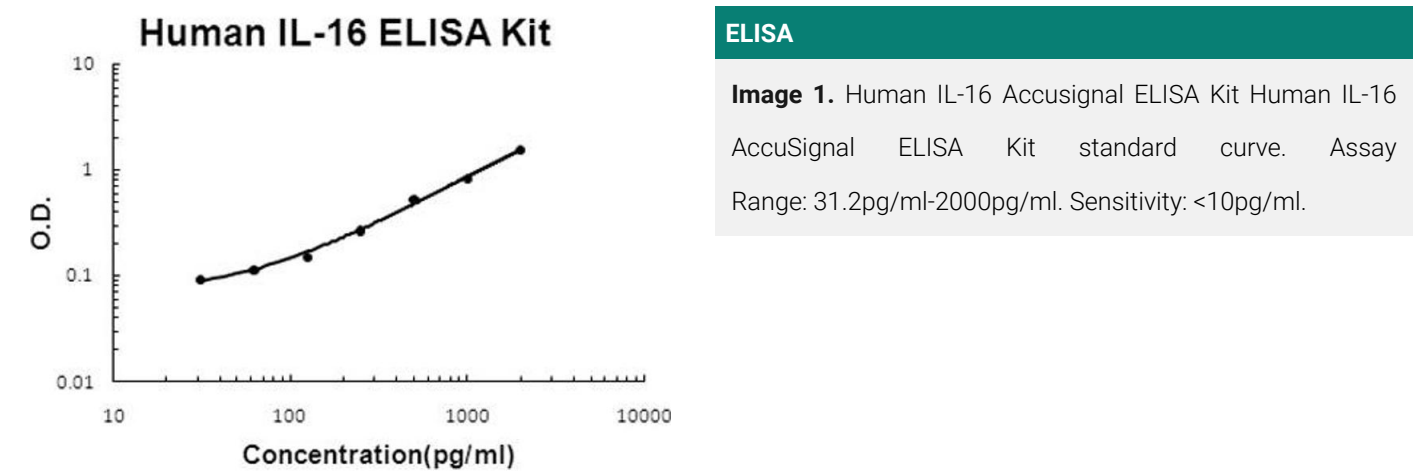 Human IL-16 ELISA Kit
10
1
0.1
0.01
O.D.
10 100 1000 10000
Concentration(pg/ml)
ELISA
Image 1. Human IL-16 Accusignal ELISA Kit Human IL-16
AccuSignal ELISA Kit standard curve. Assay
Range: 31.2pg/ml-2000pg/ml. Sensitivity: <10pg/ml.